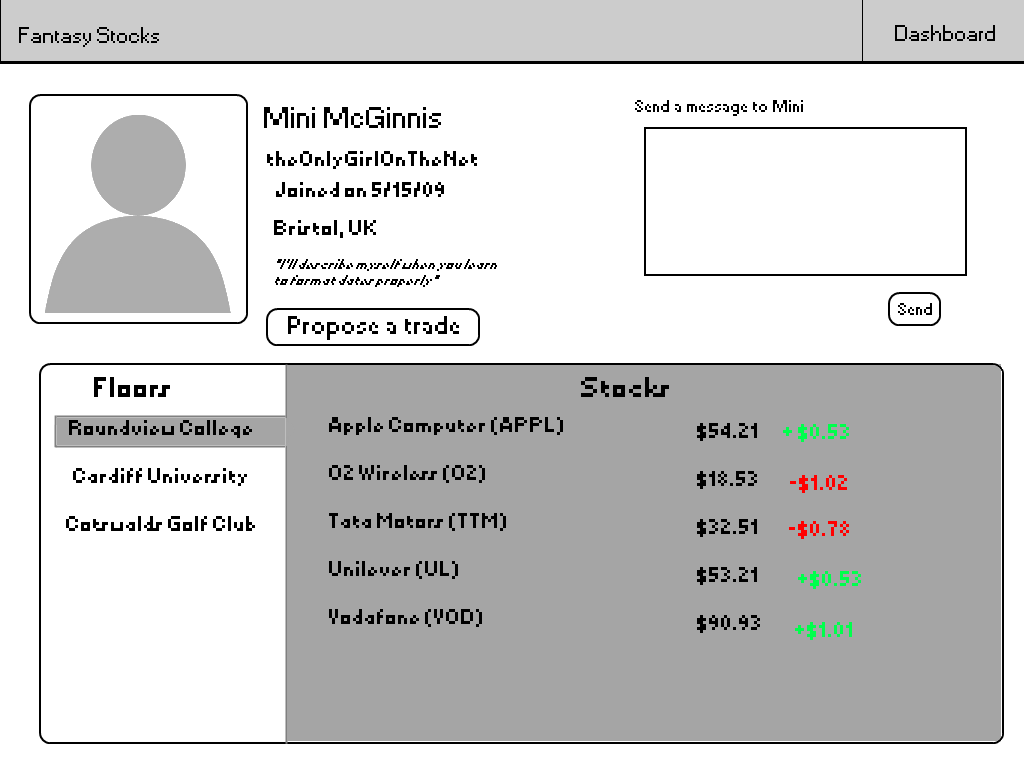 Fantasy Stocks
Dashboard
Mini McGinnis
theOnlyGirlOnTheNet
Joined on 5/15/09
Bristol, UK
"I'll describe myself when you learn
to format dates properly"
Propose a trade
Send a message to Mini
Send
Floors
Roundview College
Cardiff University
Cotswolds Golf Club
Stocks
Apple Computer (APPL) $54.21 +$0.53
O2 Wireless (O2) $18.53 -$1.02
Tata Motors (TTM) $32.51 -$0.78
Unilever (UL) $53.21 +$0.53
Vodafone (VOD) $90.93 +$1.01